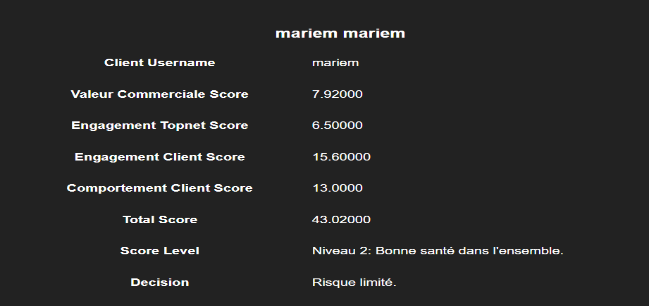 mariem mariem
Client Username mariem
Valeur Commerciale Score 7.92000
Engagement Topnet Score 6.50000
Engagement Client Score 15.60000
Comportement Client Score 13.0000
Total Score 43.02000
Score Level Niveau 2: Bonne santé dans l'ensemble.
Decision Risque limité.